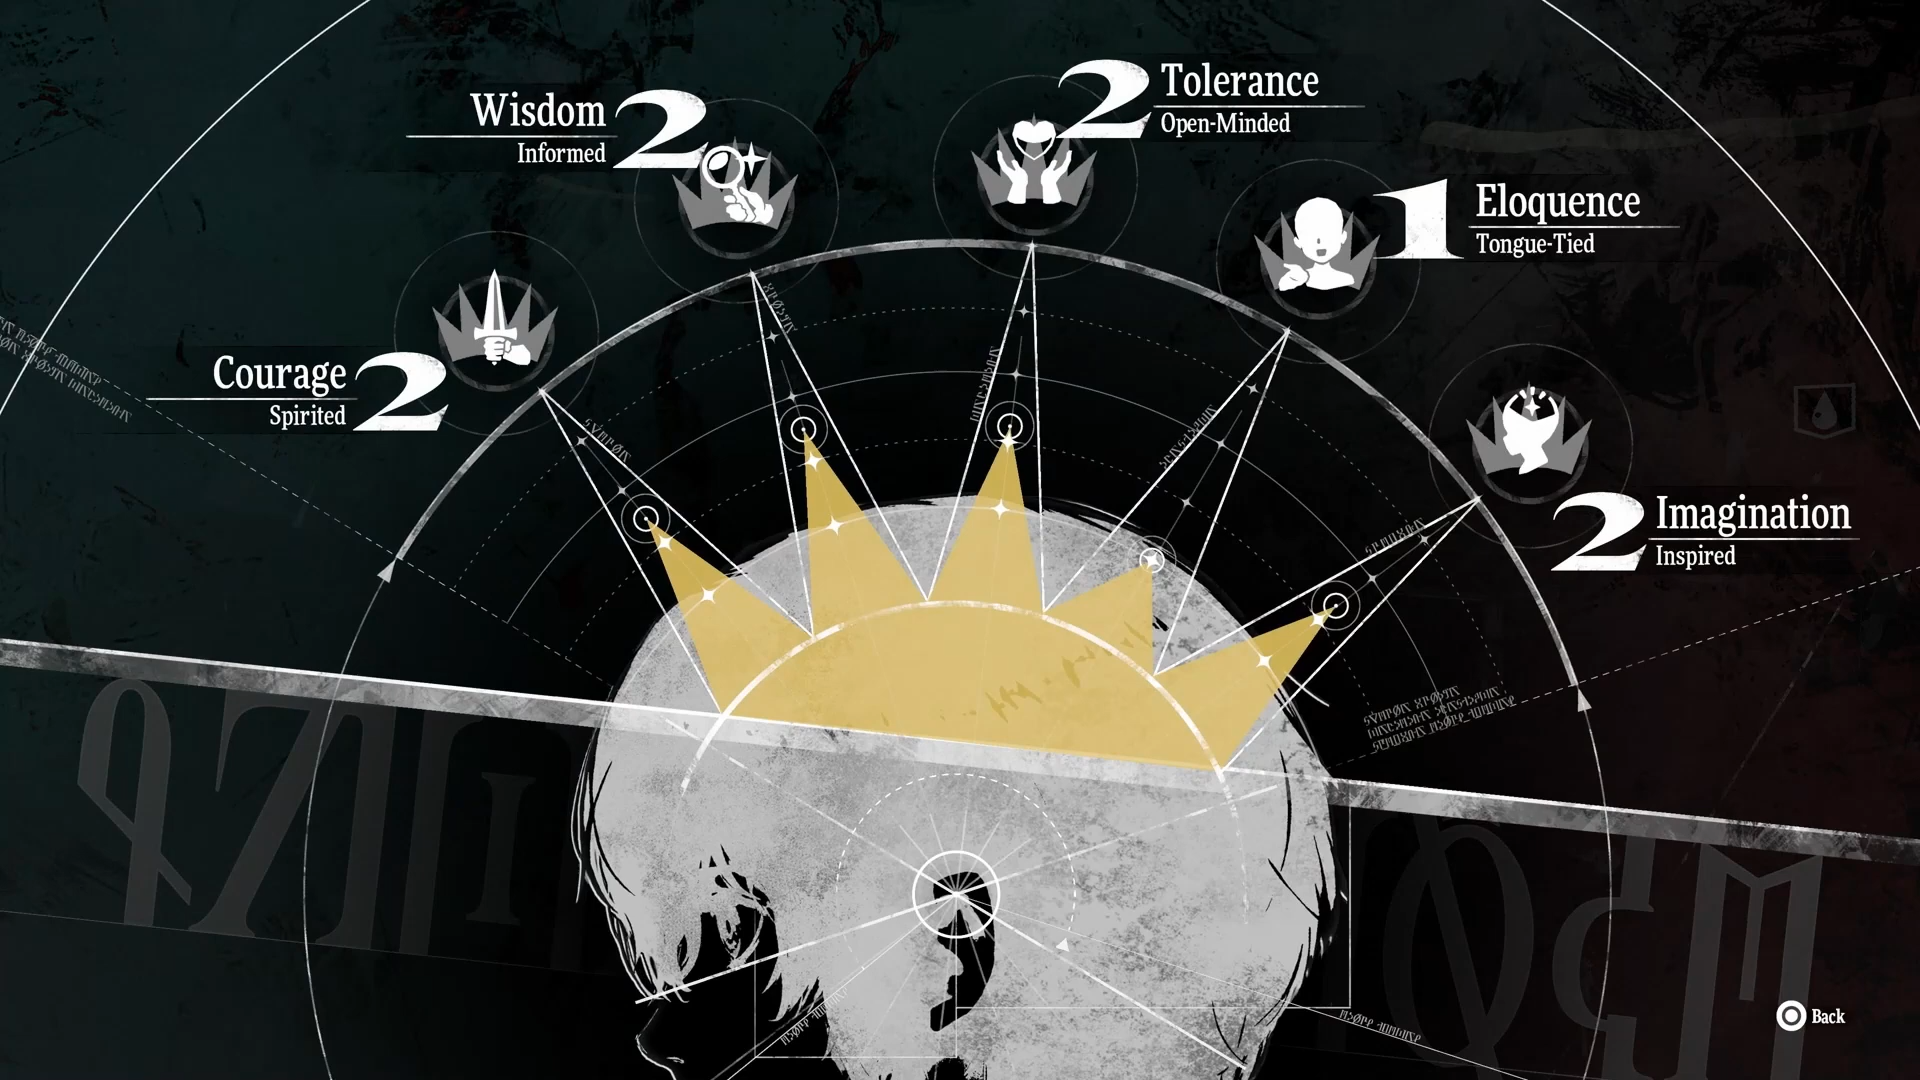 Wisdom 2
Informed
2 Tolerance
Open-Minded
1 Eloquence
Tongue-Tied
Courage 2
Spirited
2 Imagination
Inspired
Back